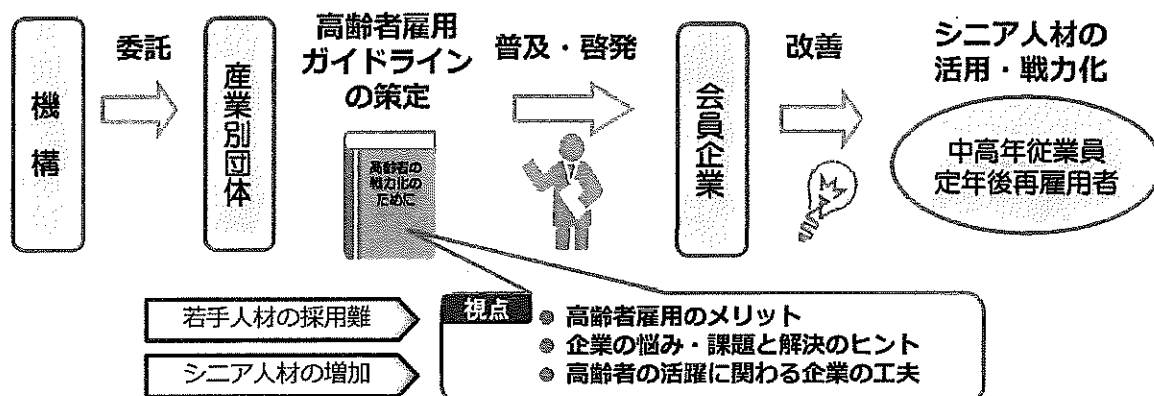 機構
委託
産業別団体
高齢者雇用
ガイドライン
の策定
高齢者の
戦力化の
ために
普及・啓発
会員企業
改善
シニア人材の
活用・戦力化
中高年従業員
定年後再雇用者
若手人材の採用難
シニア人材の増加
視点
● 高齢者雇用のメリット
● 企業の悩み・課題と解決のヒント
● 高齢者の活躍に関わる企業の工夫